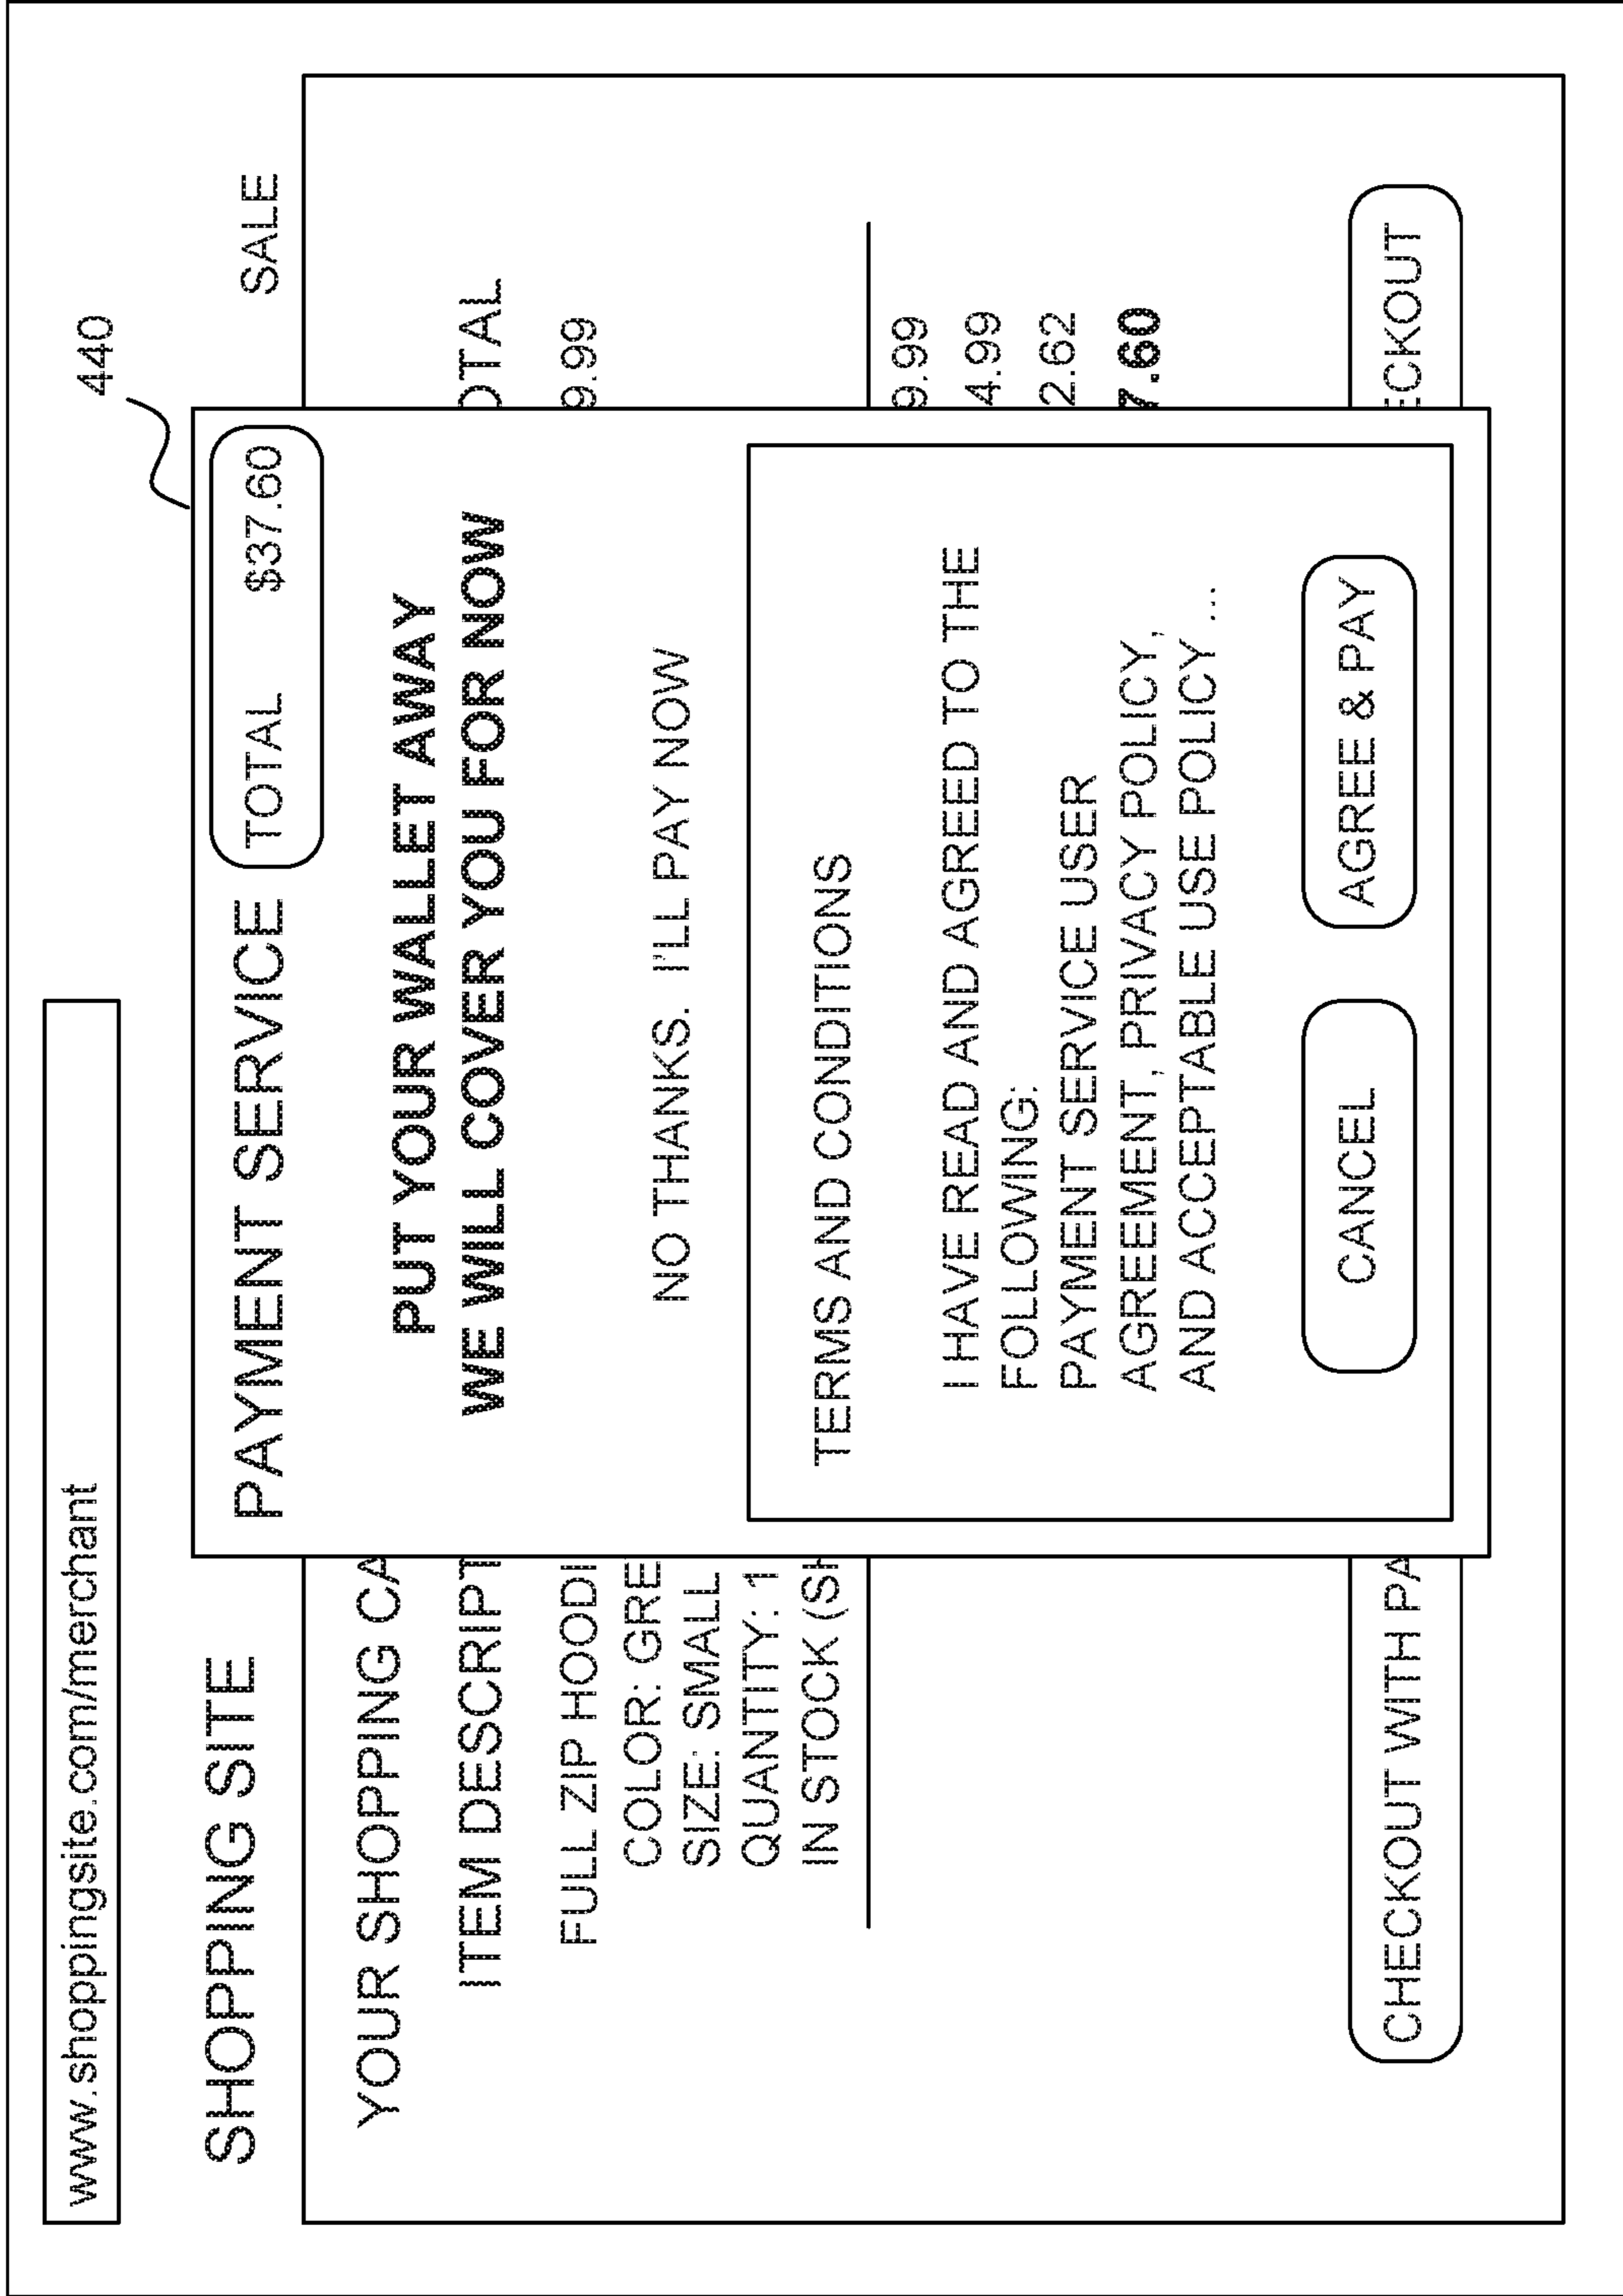 www.shoppingsite.com/merchant
440
SHOPPING SITE
SALE
PAYMENT SERVICE
TOTAL $37.60
PUT YOUR WALLET AWAY
WE WILL COVER YOU FOR NOW
NO THANKS. I'LL PAY NOW
TERMS AND CONDITIONS
I HAVE READ AND AGREED TO THE
FOLLOWING:
PAYMENT SERVICE USER
AGREEMENT, PRIVACY POLICY,
AND ACCEPTABLE USE POLICY ...
CANCEL
AGREE & PAY
YOUR SHOPPING CA
ITEM DESCRIPT
OTAL
FULL ZIP HOODI
9.99
COLOR: GRE
SIZE: SMALL
QUANTITY: 1
IN STOCK (SH
9.99
4.99
2.62
7.60
CHECKOUT WITH PA
ECKOUT